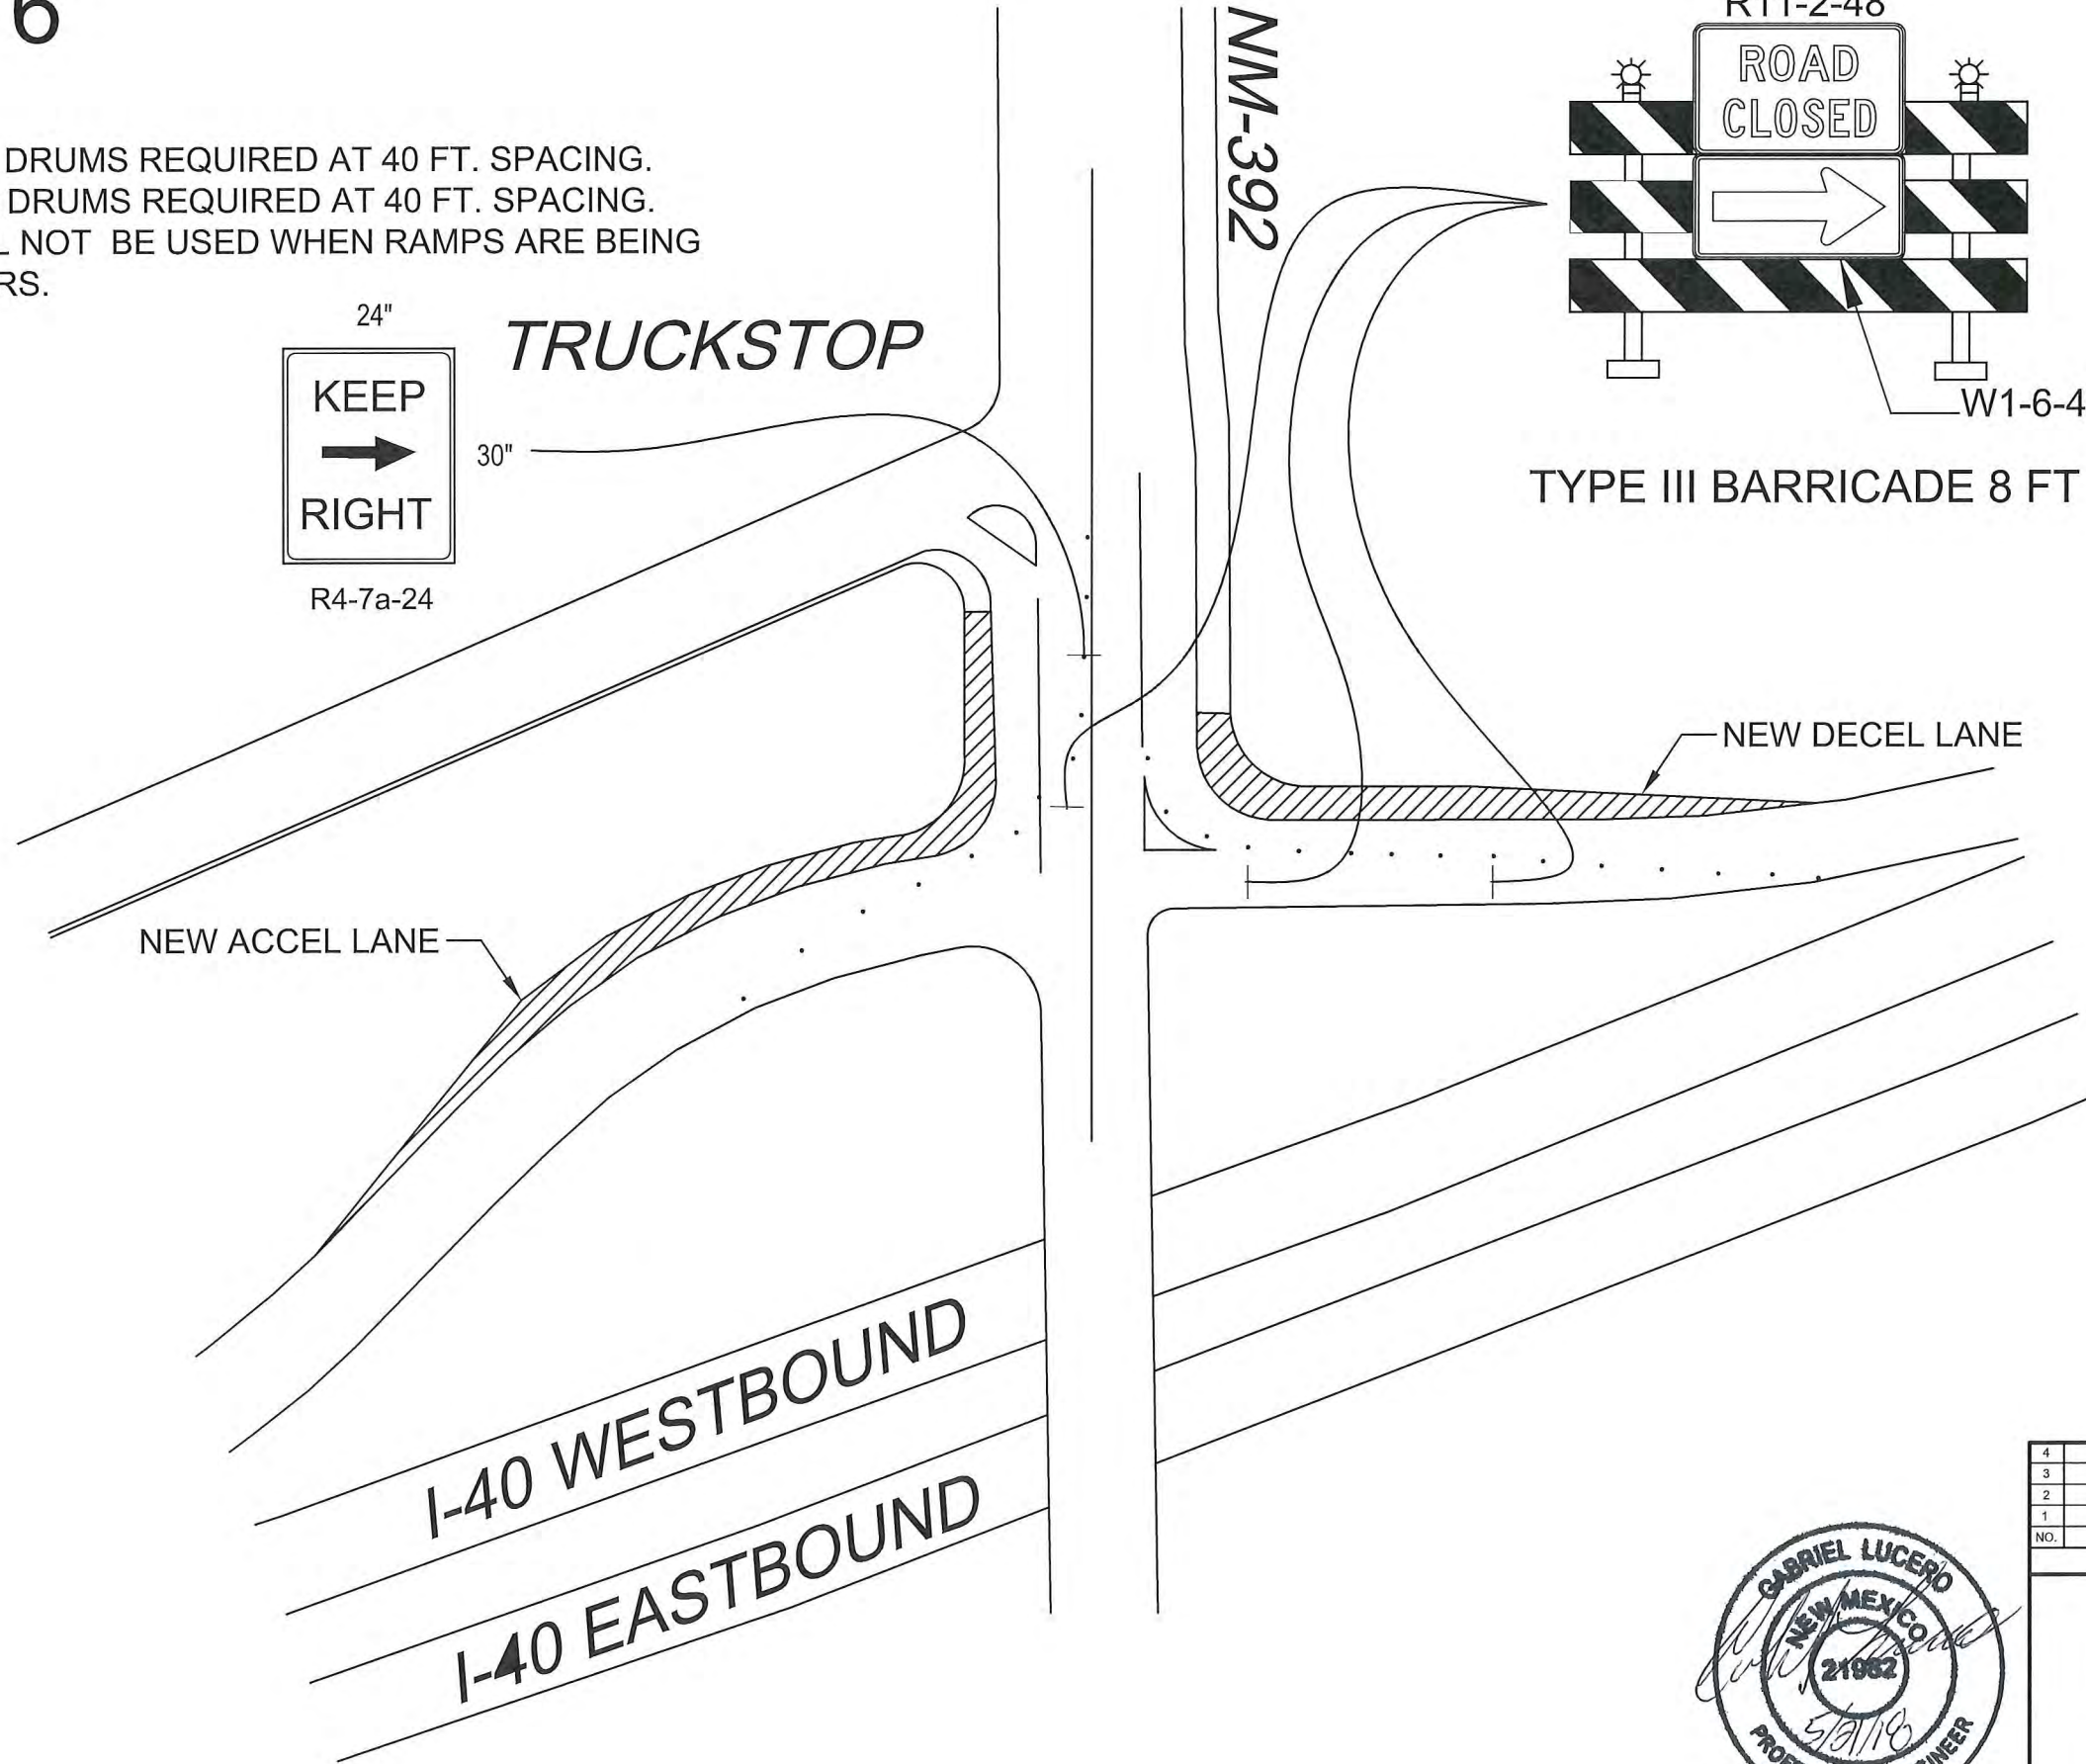 6
DRUMS REQUIRED AT 40 FT. SPACING.
DRUMS REQUIRED AT 40 FT. SPACING.
NOT BE USED WHEN RAMPS ARE BEING
RS.
24"
KEEP
RIGHT
30"
R4-7a-24
TRUCKSTOP
NM-392
R11-2-48
ROAD
CLOSED
W1-6-4
TYPE III BARRICADE 8 FT
NEW DECEL LANE
NEW ACCEL LANE
I-40 WESTBOUND
I-40 EASTBOUND
4
3
2
1
NO.
GABRIEL LUCERO
NEW MEXICO
21982
5/21/18